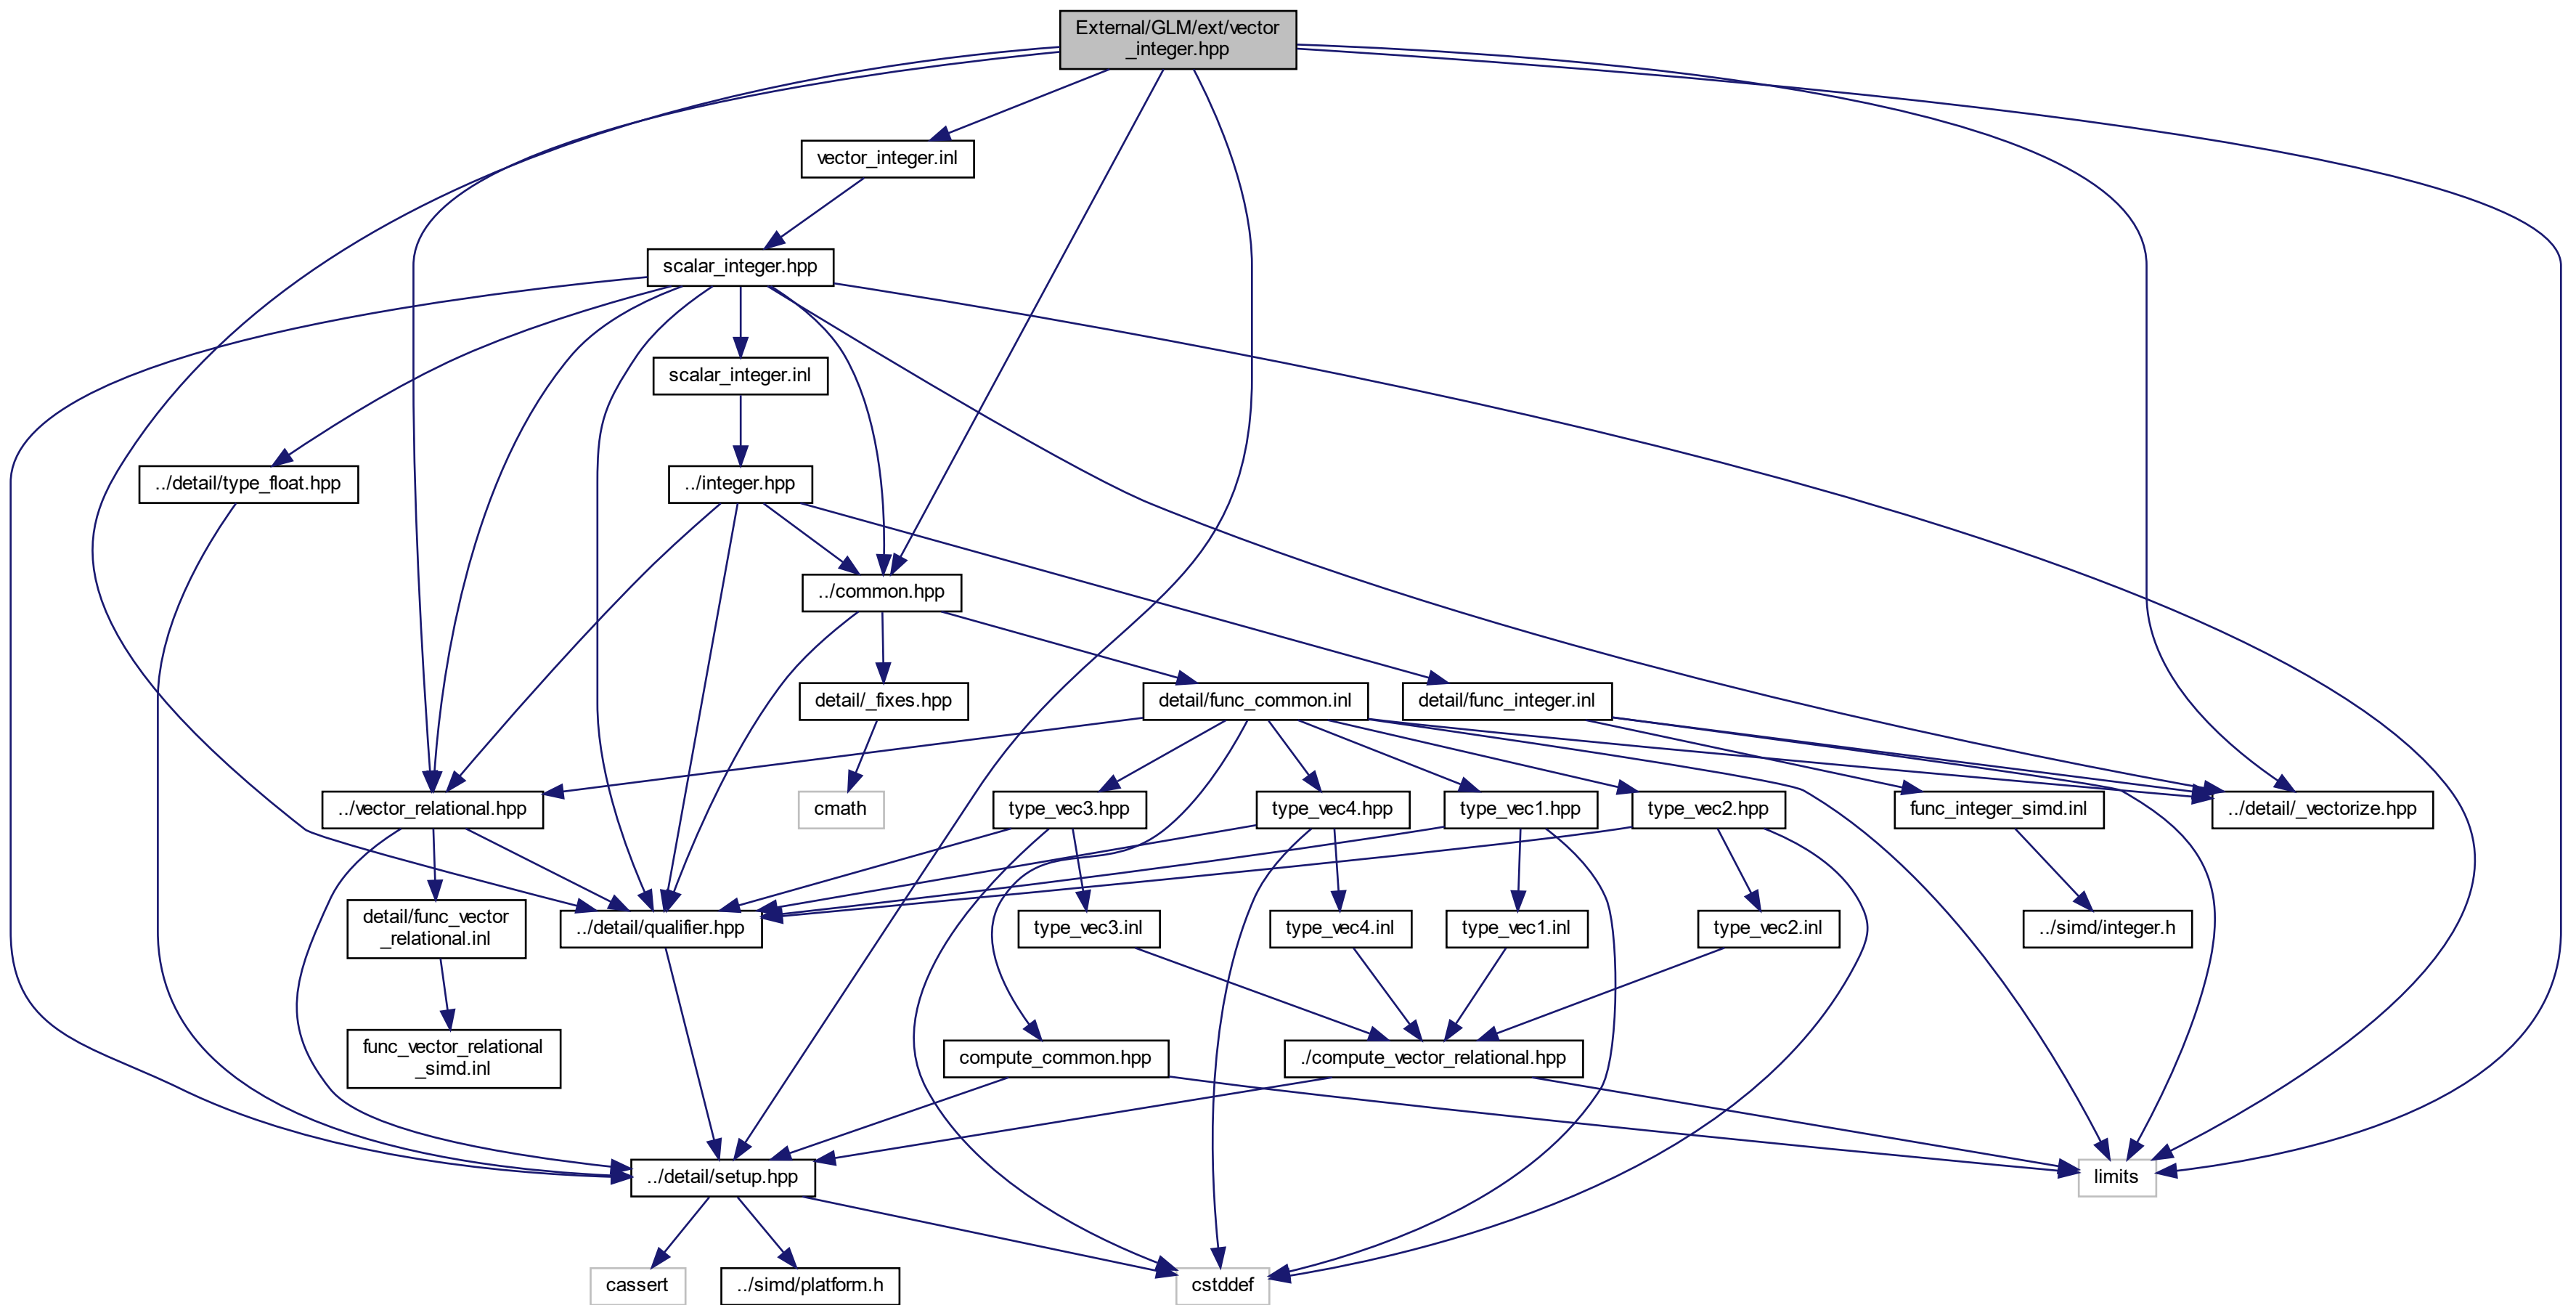 External/GLM/ext/vector
_integer.hpp
vector_integer.inl
scalar_integer.hpp
scalar_integer.inl
../detail/type_float.hpp
../integer.hpp
../common.hpp
detail/_fixes.hpp
detail/func_common.inl
detail/func_integer.inl
../vector_relational.hpp
cmath
type_vec3.hpp
type_vec4.hpp
type_vec1.hpp
type_vec2.hpp
func_integer_simd.inl
../detail/_vectorize.hpp
detail/func_vector
_relational.inl
../detail/qualifier.hpp
type_vec3.inl
type_vec4.inl
type_vec1.inl
type_vec2.inl
../simd/integer.h
func_vector_relational
_simd.inl
compute_common.hpp
./compute_vector_relational.hpp
../detail/setup.hpp
limits
cassert
../simd/platform.h
cstddef